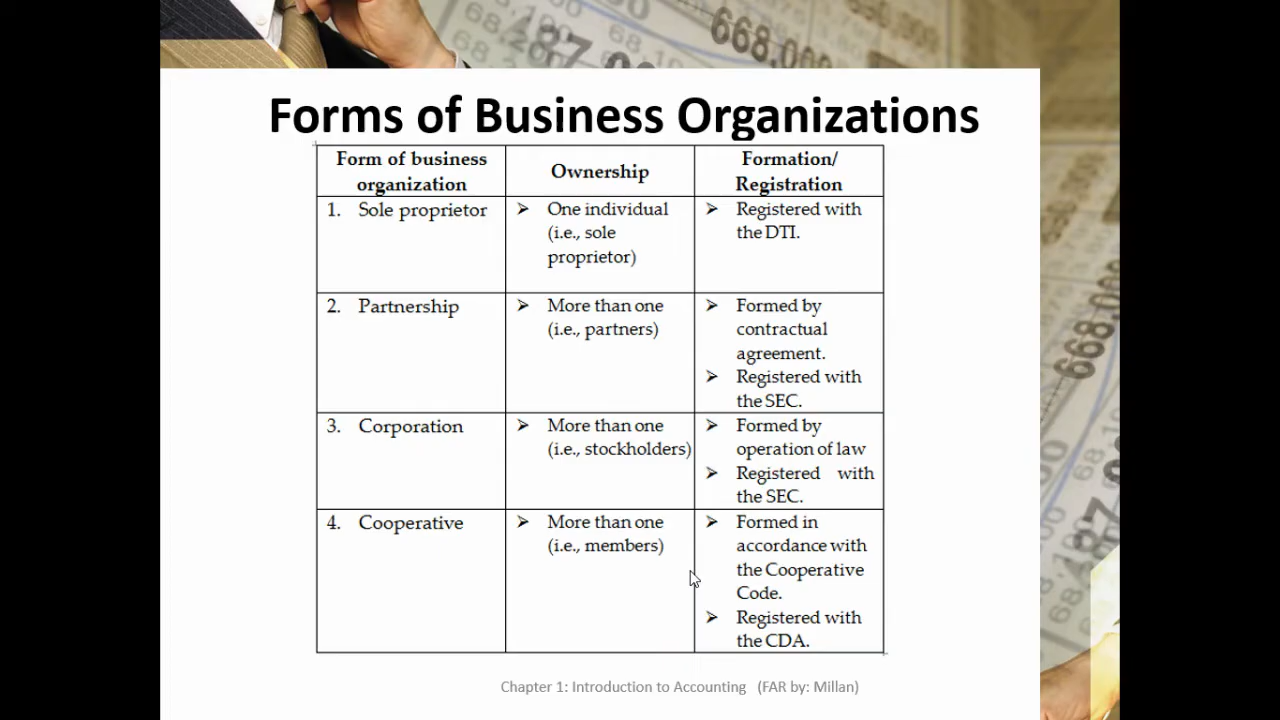 668,000
Forms of Business Organizations
Form of business
organization
Ownership
Formation/
Registration
1. Sole proprietor
➢ One individual
(i.e., sole
proprietor)
➢ Registered with
the DTI.
2. Partnership
➢ More than one
(i.e., partners)
➢ Formed by
contractual
agreement.
➢ Registered with
the SEC.
3. Corporation
➢ More than one
(i.e., stockholders)
➢ Formed by
operation of law
➢ Registered with
the SEC.
4. Cooperative
➢ More than one
(i.e., members)
➢ Formed in
accordance with
the Cooperative
Code.
➢ Registered with
the CDA.
Chapter 1: Introduction to Accounting (FAR by: Millan)
668,000